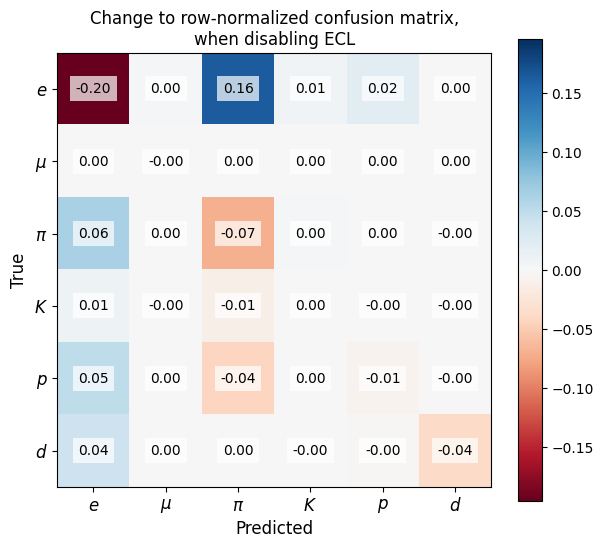 Change to row-normalized confusion matrix,
when disabling ECL
e -0.20 0.00 0.16 0.01 0.02 0.00
μ 0.00 -0.00 0.00 0.00 0.00 0.00
π 0.06 0.00 -0.07 0.00 0.00 -0.00
K 0.01 -0.00 -0.01 0.00 -0.00 -0.00
p 0.05 0.00 -0.04 0.00 -0.01 -0.00
d 0.04 0.00 0.00 -0.00 -0.00 -0.04
e μ π K p d
Predicted
True
0.15
0.10
0.05
0.00
−0.05
−0.10
−0.15